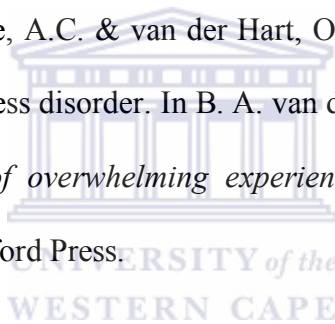 e, A.C. & van der Hart, O
ess disorder. In B. A. van d
of overwhelming experien
ford Press.
UNIVERSITY of the
WESTERN CAPE